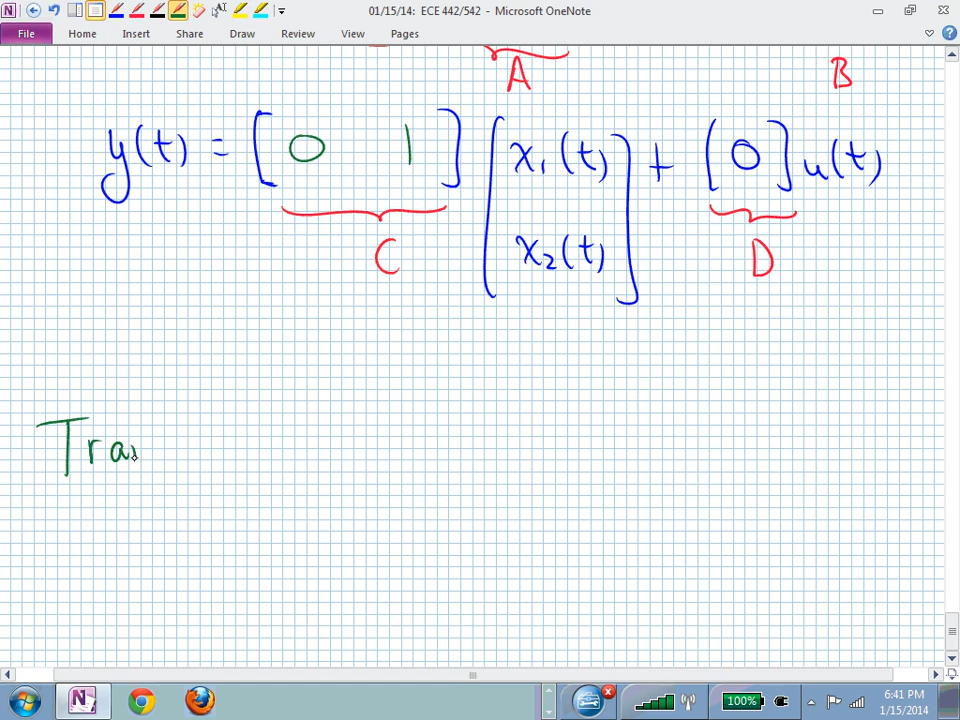 01/15/14: ECE 442/542 - Microsoft OneNote
File Home Insert Share Draw Review View Pages
A B
y(t) = [ 0 1 ] [ x₁(t) x₂(t) ] + [0] u(t)
C D
Tra
100% 6:41 PM
1/15/2014